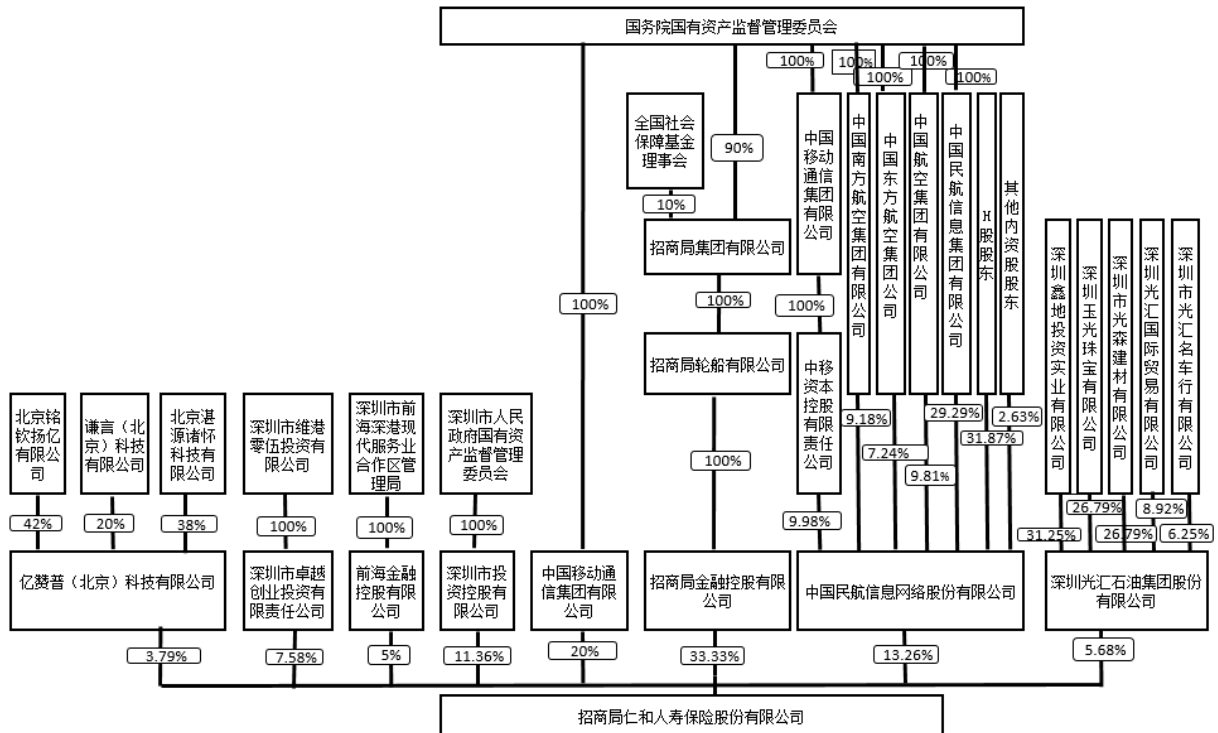 国务院国有资产监督管理委员会
100%
100%
100%
100%
100%
全国社会
保障基金
理事会
90%
10%
中国移动通信集团有限公司
中国南方航空集团有限公司
中国东方航空集团公司
中国航空集团有限公司
中国民航信息集团有限公司
H股股东
其他内资股股东
招商局集团有限公司
100%
100%
100%
招商局轮船有限公司
中移资本控股有限责任公司
深圳鑫地投资实业有限公司
深圳玉光珠宝有限公司
深圳市光森建材有限公司
深圳光汇国际贸易有限公司
深圳市光汇名车行有限公司
北京铭
钦扬亿
有限公
司
谦言（北
京）科技
有限公司
北京湛
源诸怀
科技有
限公司
深圳市维港
零伍投资有
限公司
深圳市前
海深港现
代服务业
合作区管
理局
深圳市人民
政府国有资
产监督管理
委员会
100%
9.18%
7.24%
9.81%
29.29%
31.87%
2.63%
42%
20%
38%
100%
100%
100%
9.98%
31.25%
26.79%
26.79%
8.92%
6.25%
亿赞普（北京）科技有限公司
深圳市卓越
创业投资有
限责任公司
前海金融
控股有限
公司
深圳市投
资控股有
限公司
中国移动通
信集团有限
公司
招商局金融控股有限
公司
中国民航信息网络股份有限公司
深圳光汇石油集团股份
有限公司
3.79%
7.58%
5%
11.36%
20%
33.33%
13.26%
5.68%
招商局仁和人寿保险股份有限公司